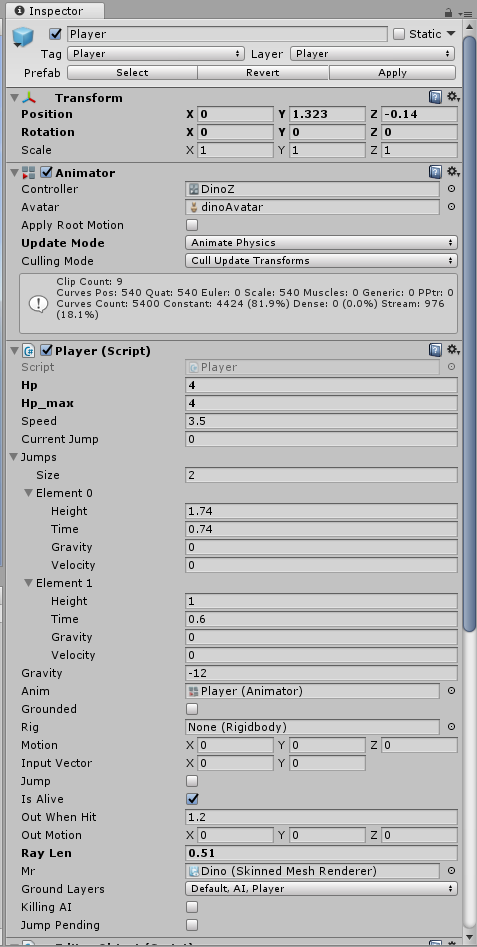 Inspector
Player Static
Tag Player Layer Player
Prefab Select Revert Apply
Transform
Position X 0 Y 1.323 Z -0.14
Rotation X 0 Y 0 Z 0
Scale X 1 Y 1 Z 1
Animator
Controller DinoZ
Avatar dinoAvatar
Apply Root Motion
Update Mode Animate Physics
Culling Mode Cull Update Transforms
Clip Count: 9
Curves Pos: 540 Quat: 540 Euler: 0 Scale: 540 Muscles: 0 Generic: 0 PPtr: 0
Curves Count: 5400 Constant: 4424 (81.9%) Dense: 0 (0.0%) Stream: 976
(18.1%)
Player (Script)
Script Player
Hp 4
Hp_max 4
Speed 3.5
Current Jump 0
Jumps
Size 2
Element 0
Height 1.74
Time 0.74
Gravity 0
Velocity 0
Element 1
Height 1
Time 0.6
Gravity 0
Velocity 0
Gravity -12
Anim Player (Animator)
Grounded
Rig None (Rigidbody)
Motion X 0 Y 0 Z 0
Input Vector X 0 Y 0
Jump
Is Alive
Out When Hit 1.2
Out Motion X 0 Y 0 Z 0
Ray Len 0.51
Mr Dino (Skinned Mesh Renderer)
Ground Layers Default, AI, Player
Killing AI
Jump Pending